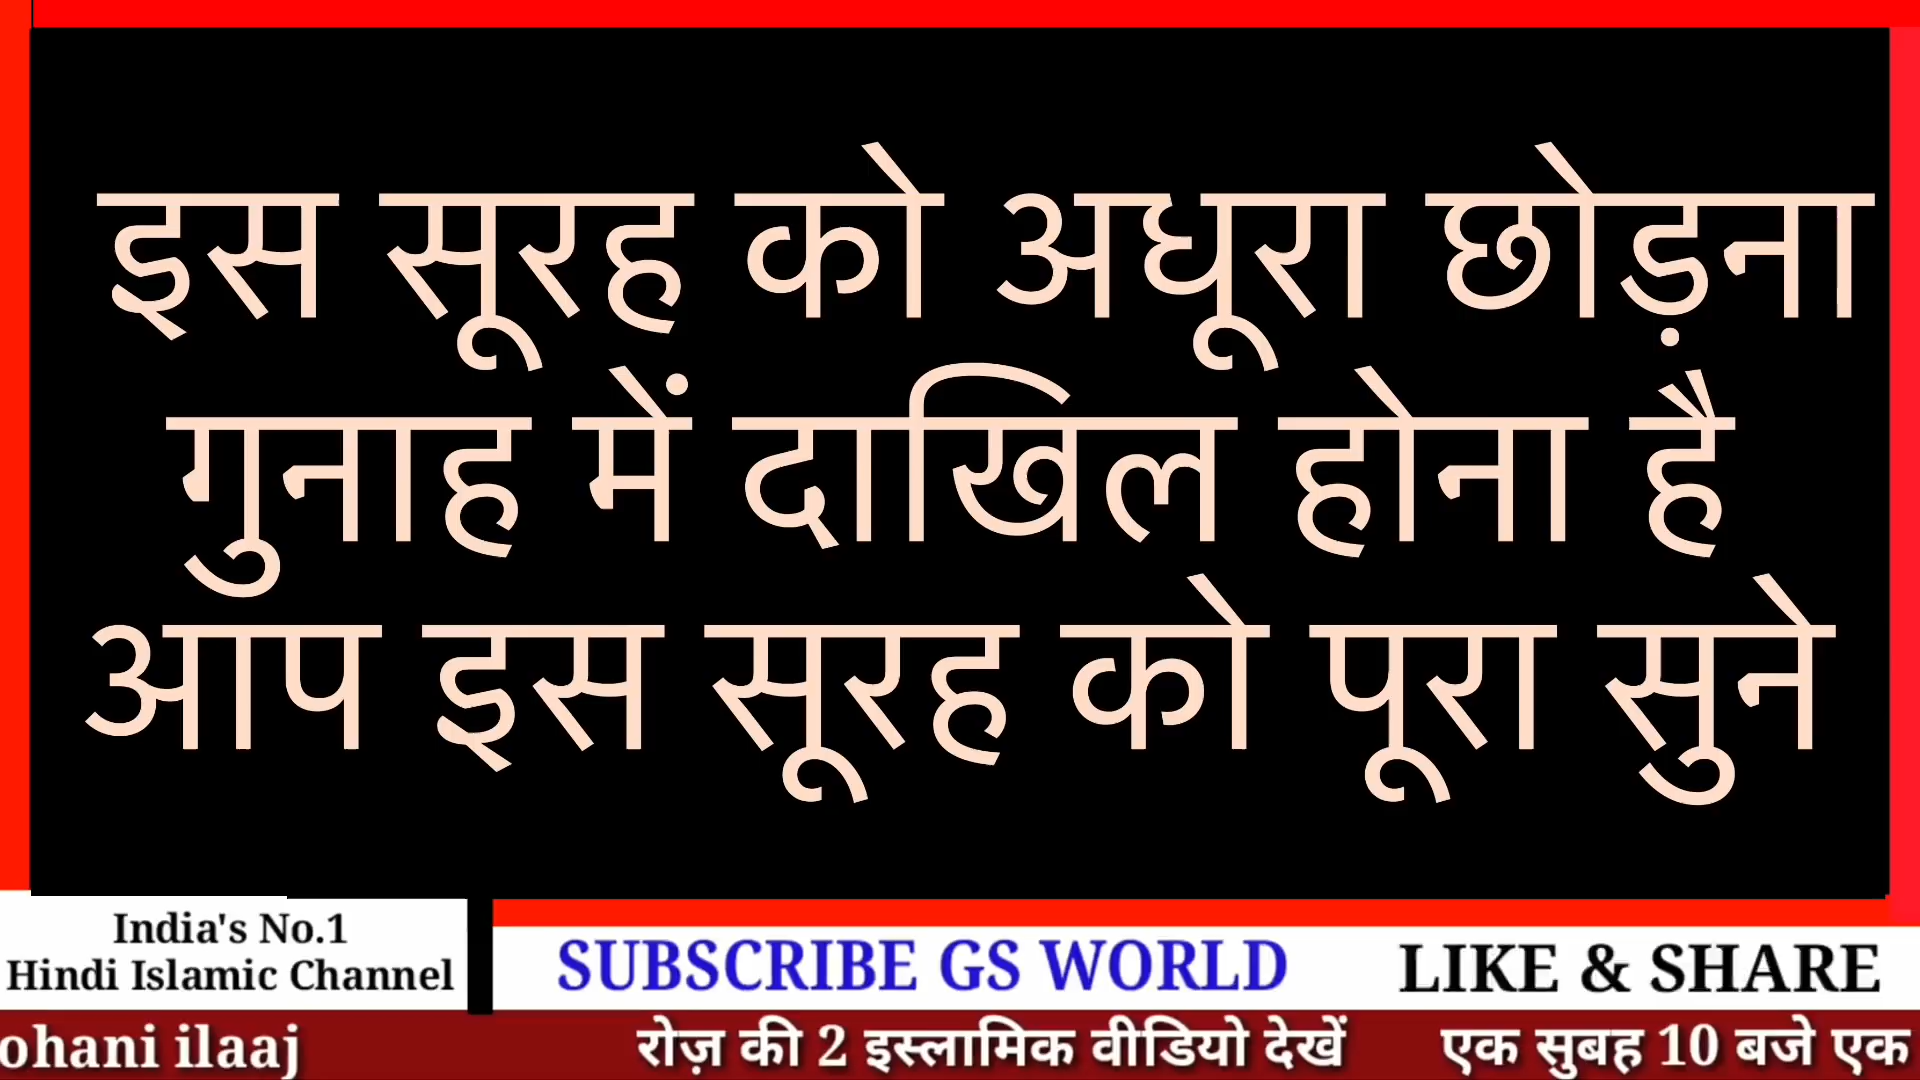 इस सूरह को अधूरा छोड़ना
गुनाह में दाखिल होना है
आप इस सूरह को पूरा सुने
India's No.1
Hindi Islamic Channel
SUBSCRIBE GS WORLD
LIKE & SHARE
ohani ilaaj रोज़ की 2 इस्लामिक वीडियो देखें एक सुबह 10 बजे एक